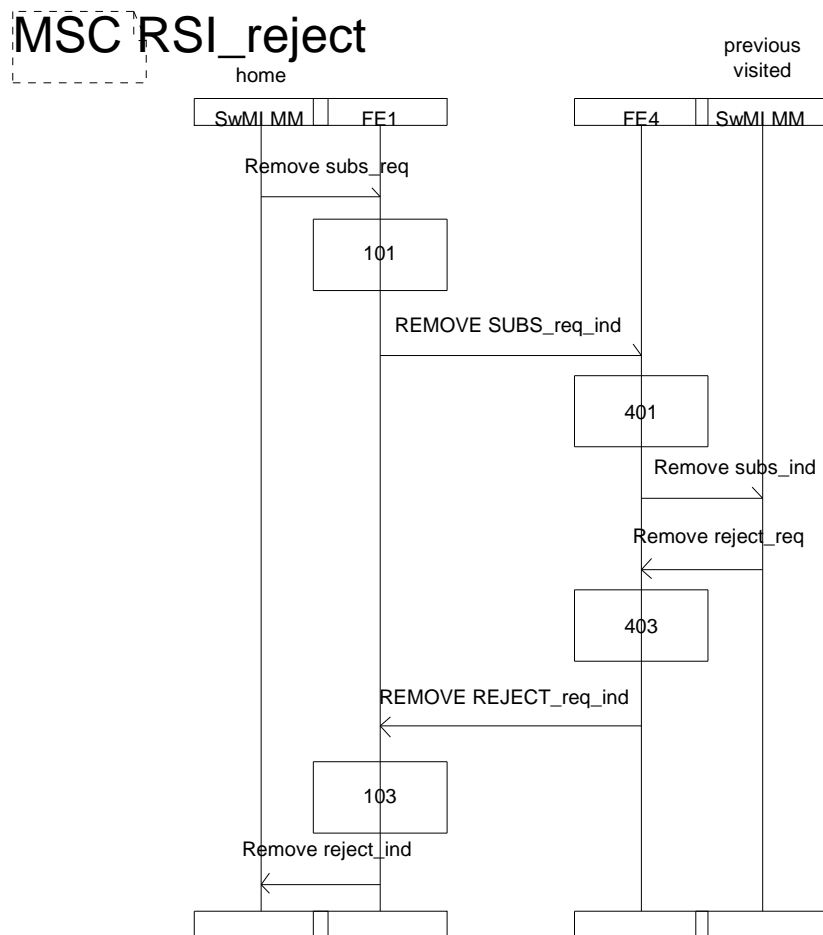 MSC RSI_reject
home
previous
visited
SwMI MM FE1 FE4 SwMI MM
Remove subs_req
101
REMOVE SUBS_req_ind
401
Remove subs_ind
Remove reject_req
403
REMOVE REJECT_req_ind
103
Remove reject_ind